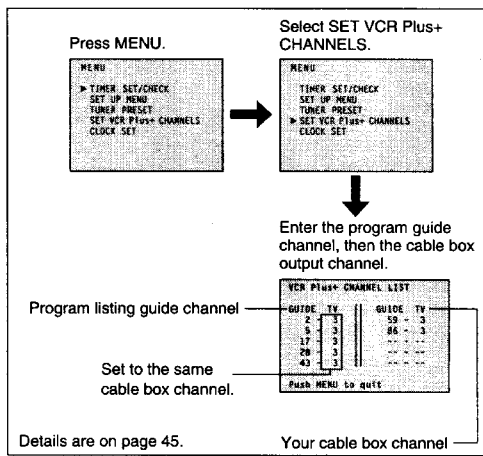 Press MENU.
MENU
▶ TIMER SET/CHECK
SET UP MENU
TUNER PRESET
SET VCR Plus+ CHANNELS
CLOCK SET
Select SET VCR Plus+
CHANNELS.
MENU
TIMER SET/CHECK
SET UP MENU
TUNER PRESET
▶ SET VCR Plus+ CHANNELS
CLOCK SET
Enter the program guide
channel, then the cable box
output channel.
VCR Plus+ CHANNEL LIST
GUIDE TV GUIDE TV
2 - 3 59 - 3
5 - 3 86 - 3
17 - 3 -- - --
28 - 3 -- - --
43 - 3 -- - --
Push MENU to quit
Program listing guide channel
Set to the same
cable box channel.
Your cable box channel
Details are on page 45.